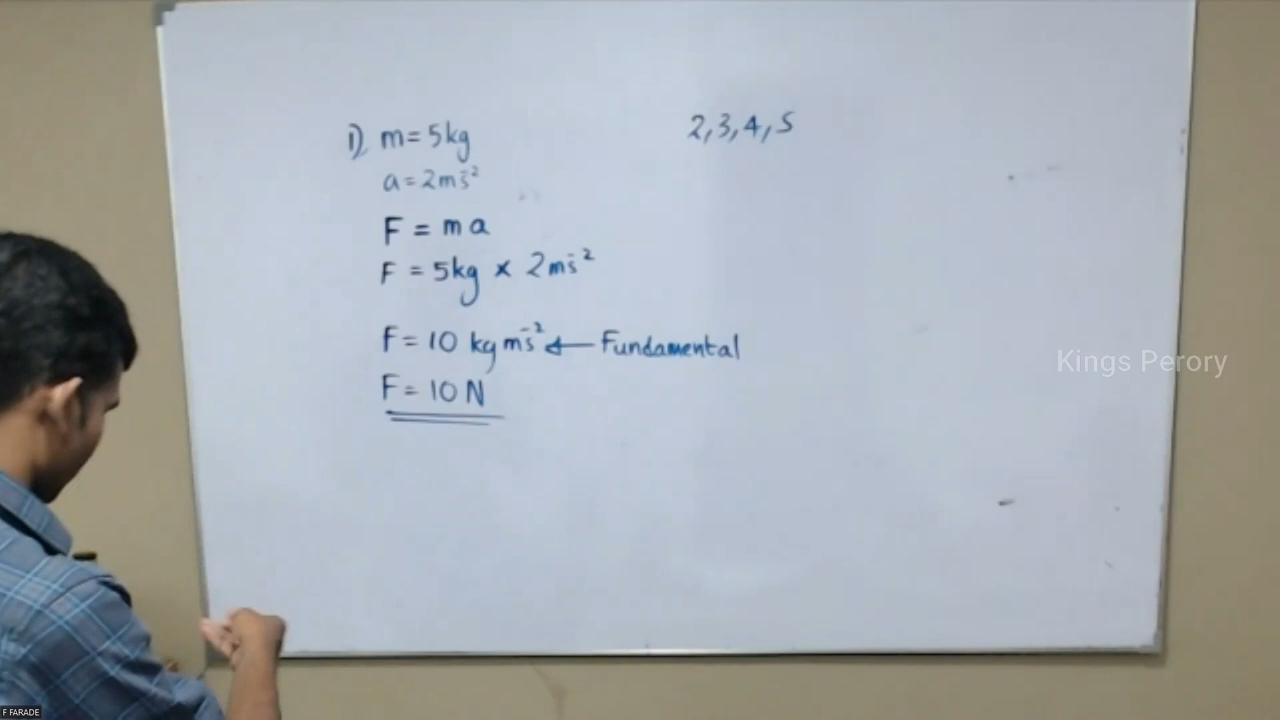 1) m = 5kg
a = 2ms⁻²
F = ma
F = 5kg × 2ms⁻²
F = 10 kg ms⁻² ← Fundamental
F = 10 N
2, 3, 4, 5
Kings Perory
F FARADE